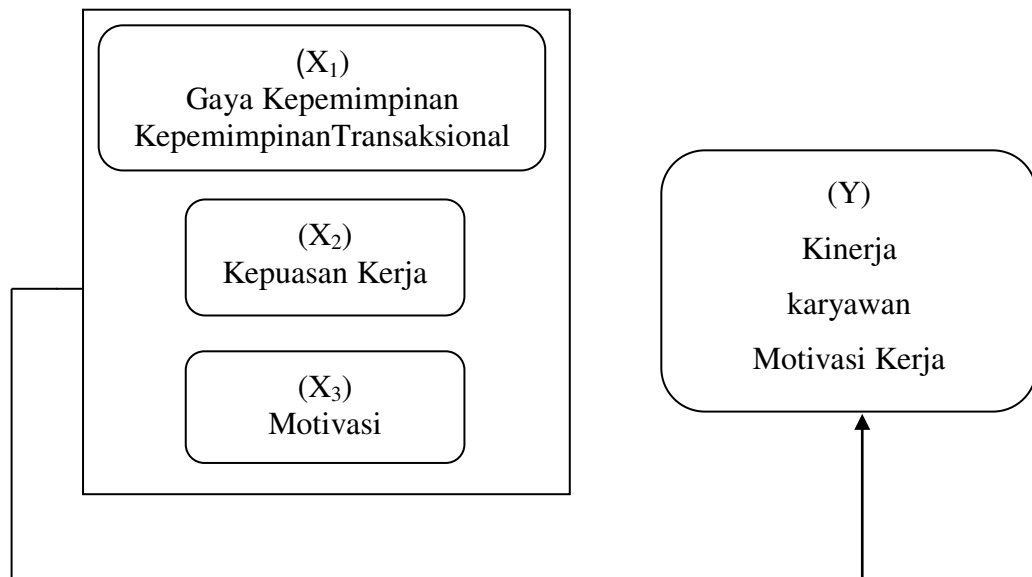 (X₁)
Gaya Kepemimpinan
KepemimpinanTransaksional
(X₂)
Kepuasan Kerja
(X₃)
Motivasi
(Y)
Kinerja
karyawan
Motivasi Kerja